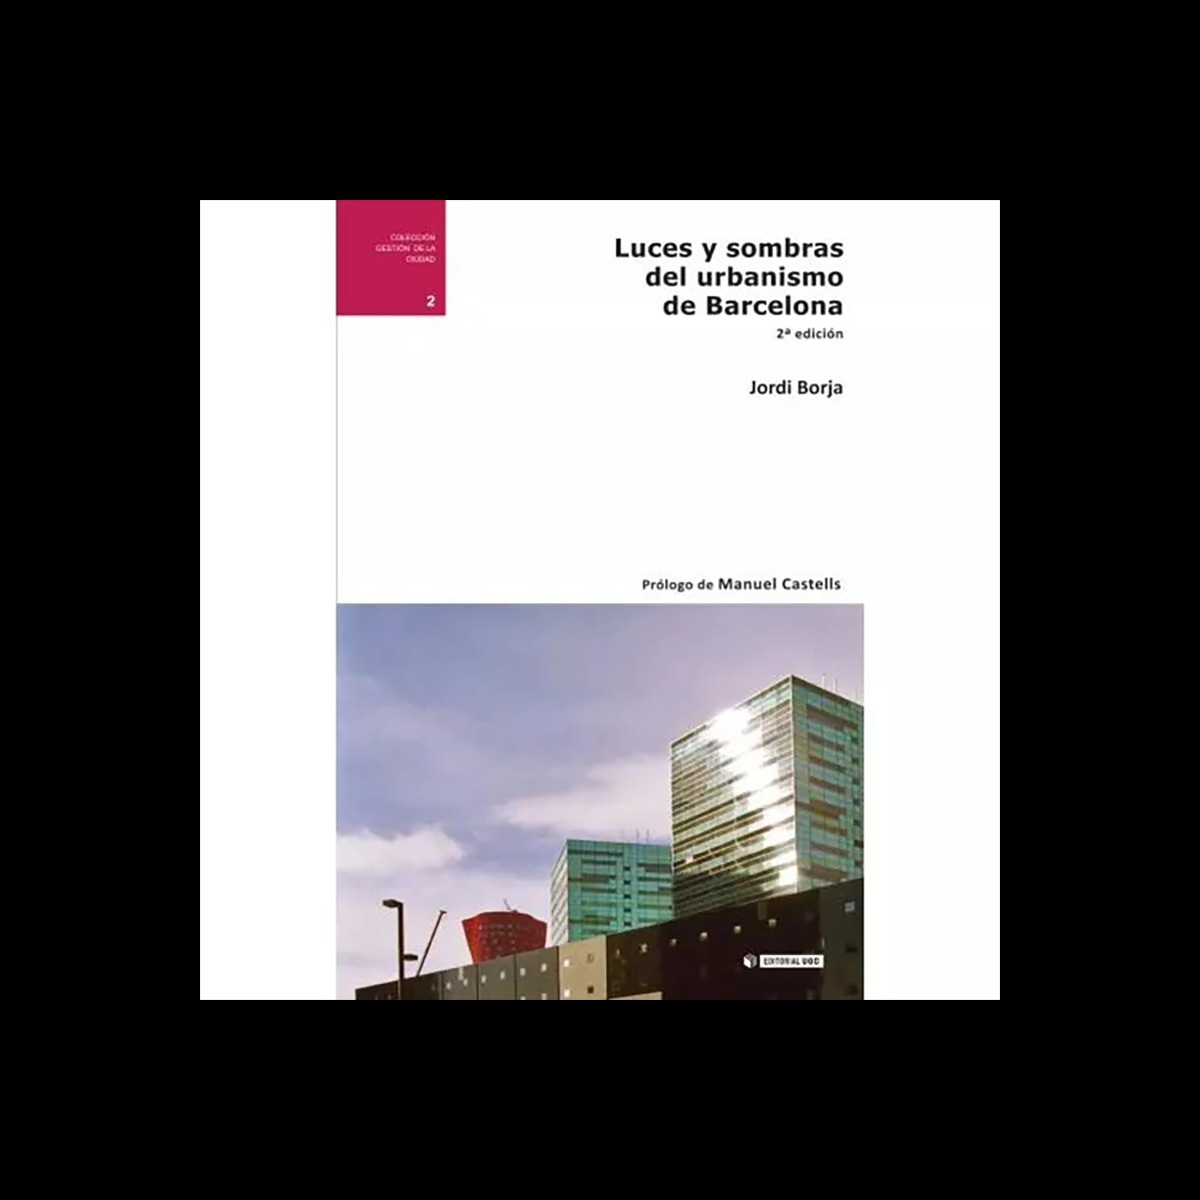 COLECCIÓN
GESTIÓN DE LA
CIUDAD
2
Luces y sombras
del urbanismo
de Barcelona
2ª edición
Jordi Borja
Prólogo de Manuel Castells
EDITORIAL UOC